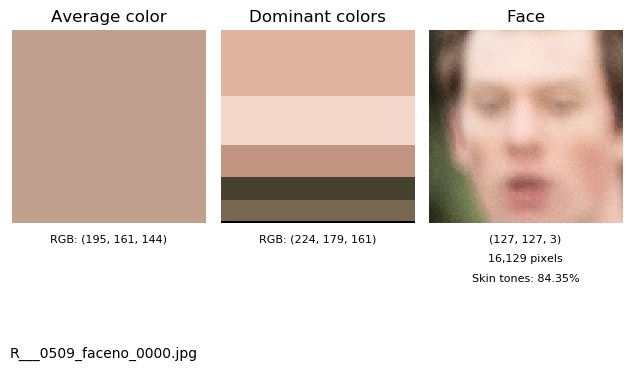 Average color
Dominant colors
Face
RGB: (195, 161, 144)
RGB: (224, 179, 161)
(127, 127, 3)
16,129 pixels
Skin tones: 84.35%
R___0509_faceno_0000.jpg